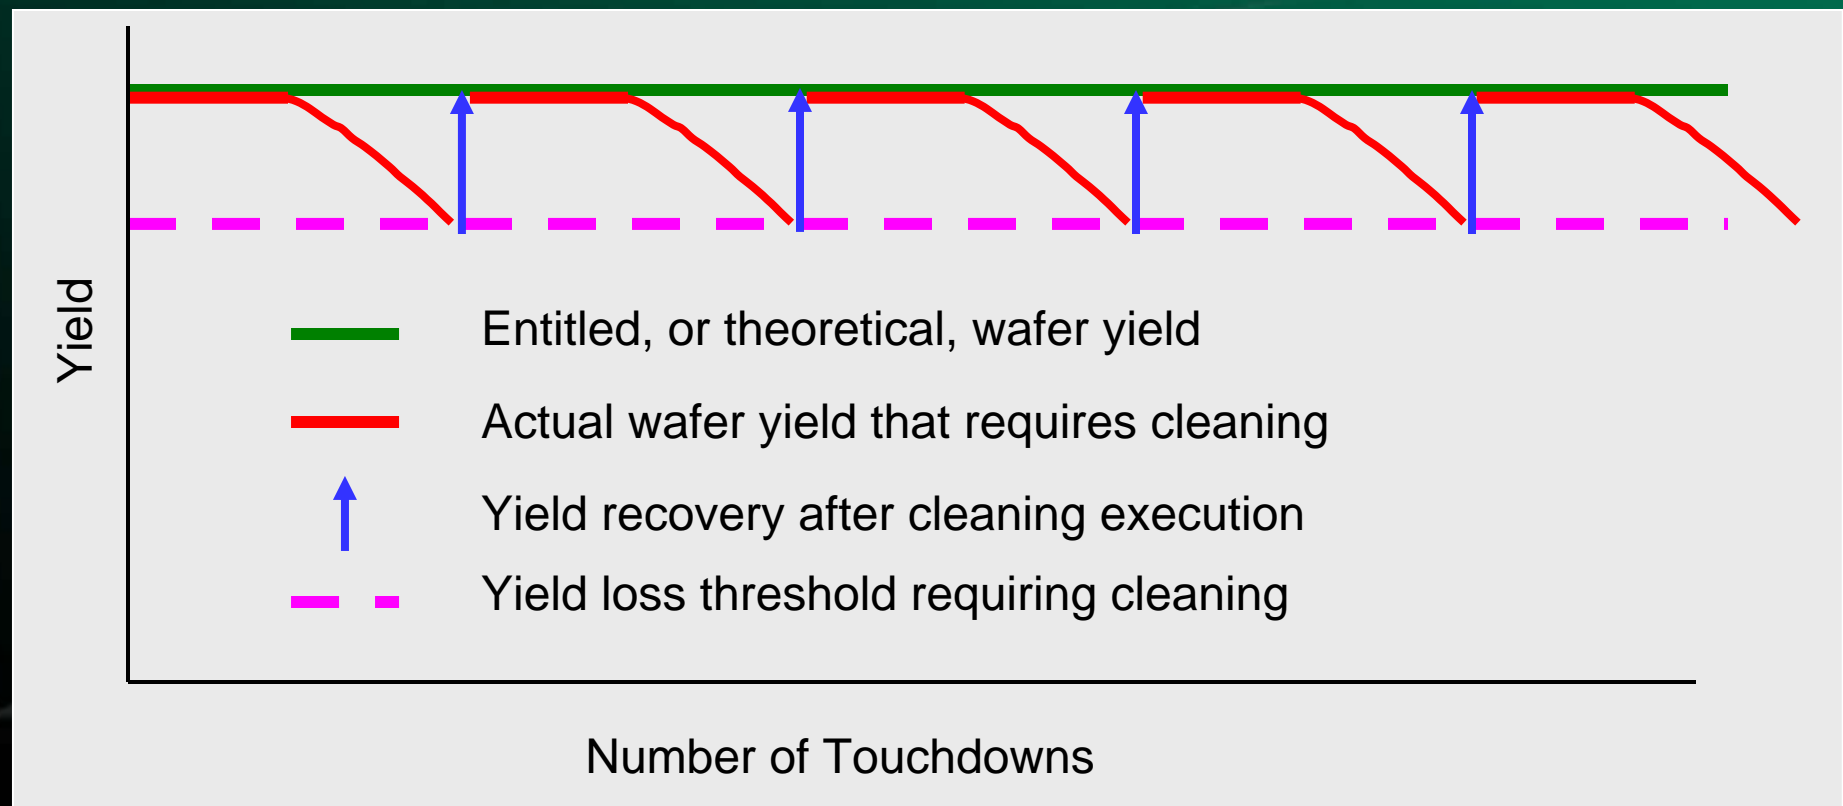 Yield
Entitled, or theoretical, wafer yield
Actual wafer yield that requires cleaning
Yield recovery after cleaning execution
Yield loss threshold requiring cleaning
Number of Touchdowns